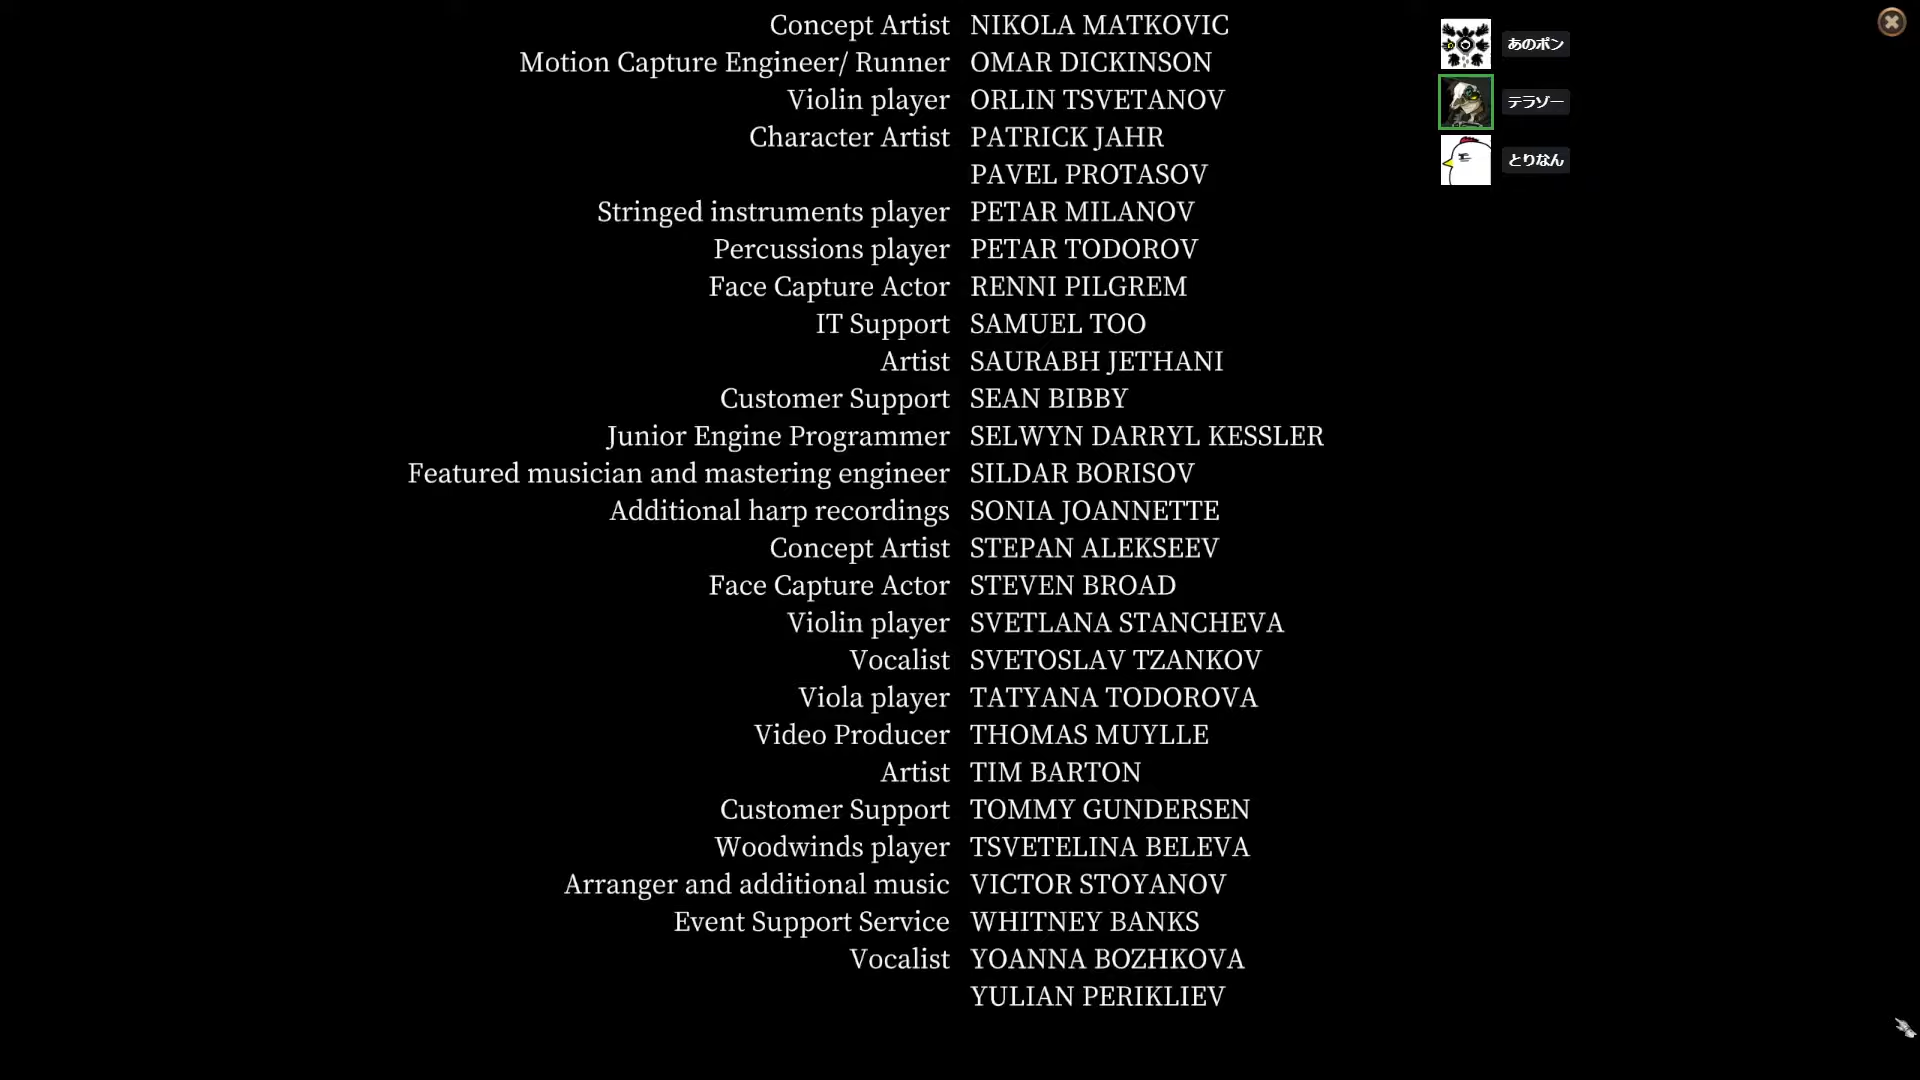 Concept Artist NIKOLA MATKOVIC
Motion Capture Engineer/ Runner OMAR DICKINSON
Violin player ORLIN TSVETANOV
Character Artist PATRICK JAHR
PAVEL PROTASOV
Stringed instruments player PETAR MILANOV
Percussions player PETAR TODOROV
Face Capture Actor RENNI PILGREM
IT Support SAMUEL TOO
Artist SAURABH JETHANI
Customer Support SEAN BIBBY
Junior Engine Programmer SELWYN DARRYL KESSLER
Featured musician and mastering engineer SILDAR BORISOV
Additional harp recordings SONIA JOANNETTE
Concept Artist STEPAN ALEKSEEV
Face Capture Actor STEVEN BROAD
Violin player SVETLANA STANCHEVA
Vocalist SVETOSLAV TZANKOV
Viola player TATYANA TODOROVA
Video Producer THOMAS MUYLLE
Artist TIM BARTON
Customer Support TOMMY GUNDERSEN
Woodwinds player TSVETELINA BELEVA
Arranger and additional music VICTOR STOYANOV
Event Support Service WHITNEY BANKS
Vocalist YOANNA BOZHKOVA
YULIAN PERIKLIEV
あのポン
テラゾー
とりなん